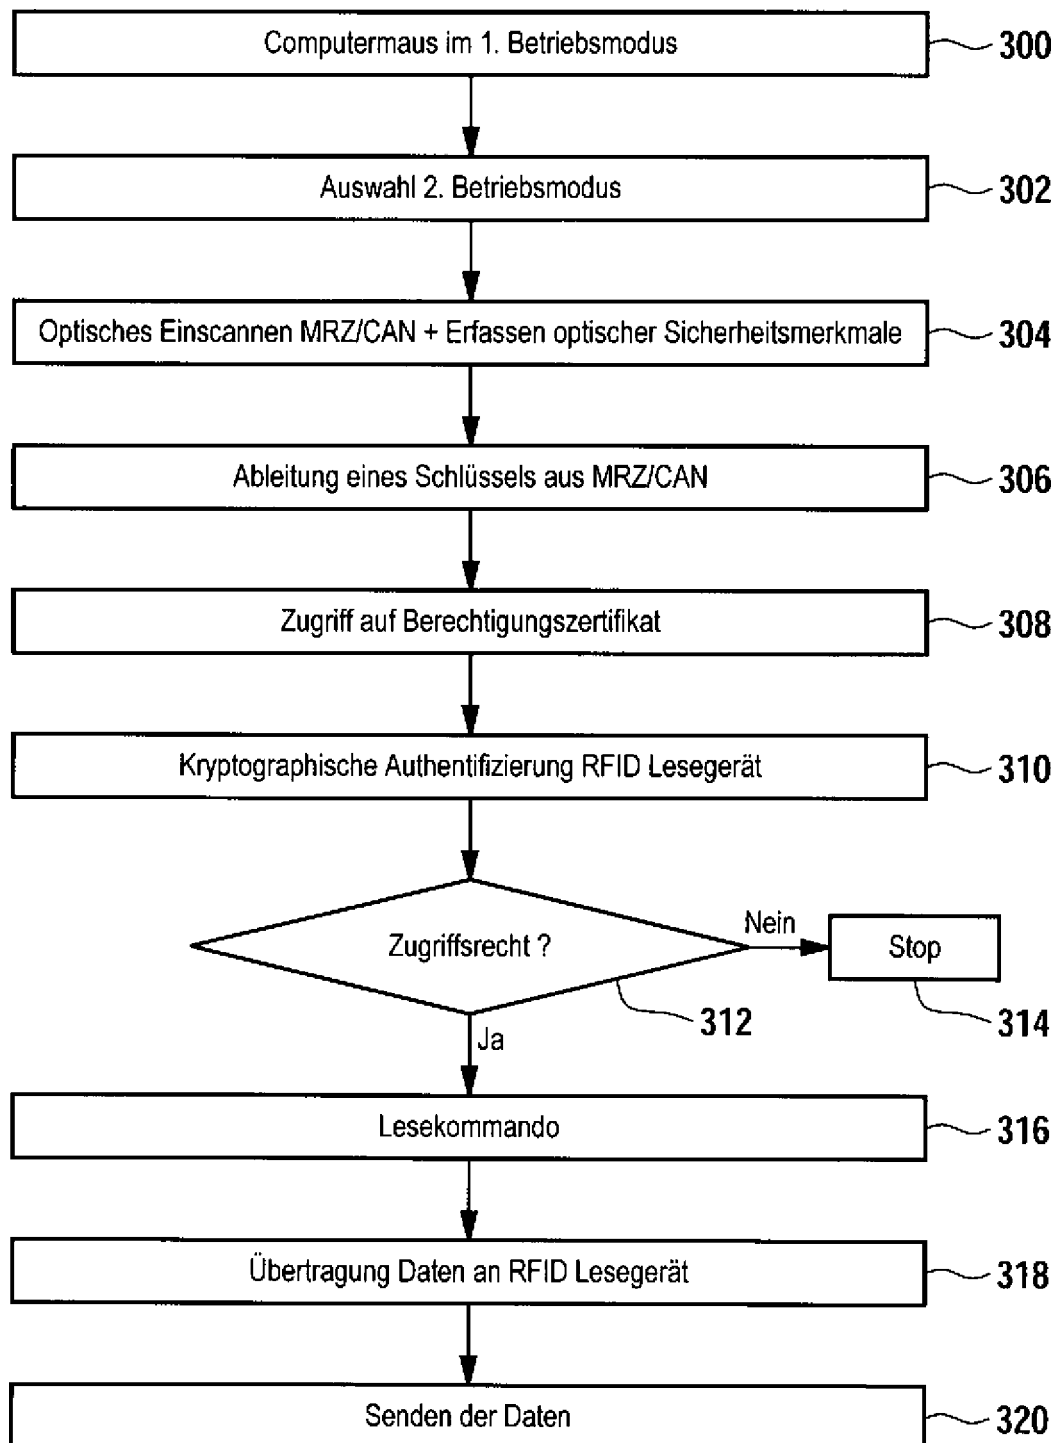 Computermaus im 1. Betriebsmodus
300
Auswahl 2. Betriebsmodus
302
Optisches Einscannen MRZ/CAN + Erfassen optischer Sicherheitsmerkmale
304
Ableitung eines Schlüssels aus MRZ/CAN
306
Zugriff auf Berechtigungszertifikat
308
Kryptographische Authentifizierung RFID Lesegerät
310
Zugriffsrecht ?
Nein
Stop
312
314
Ja
Lesekommando
316
Übertragung Daten an RFID Lesegerät
318
Senden der Daten
320